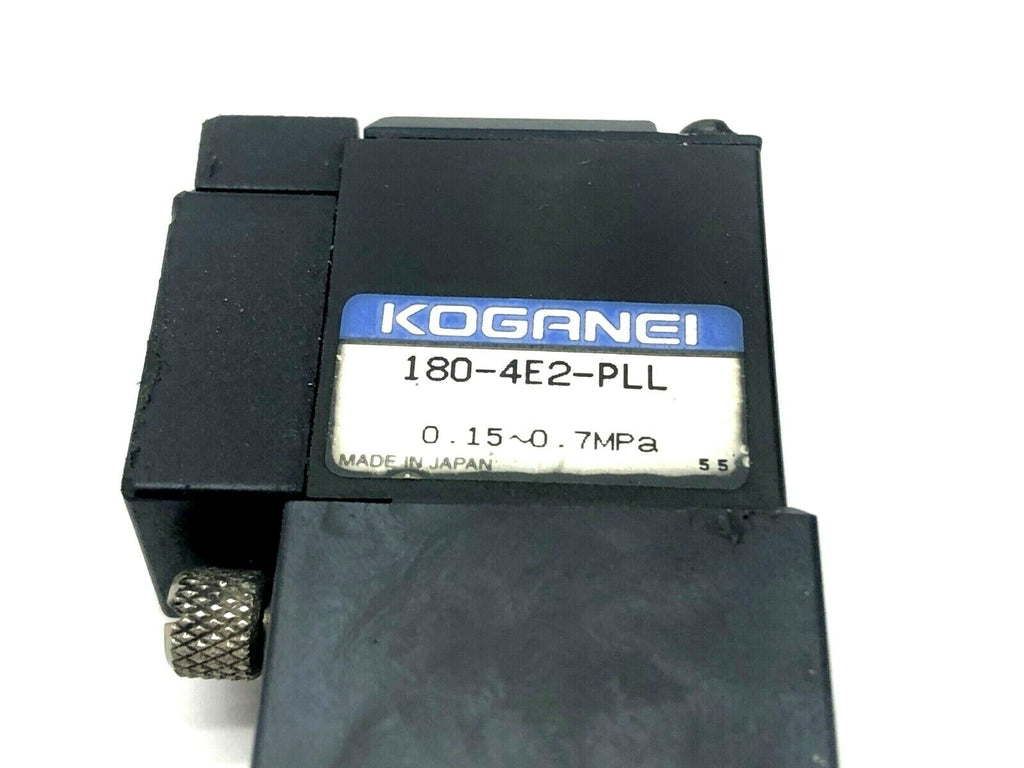 KOGANEI
180-4E2-PLL
0.15~0.7MPa
MADE IN JAPAN 55